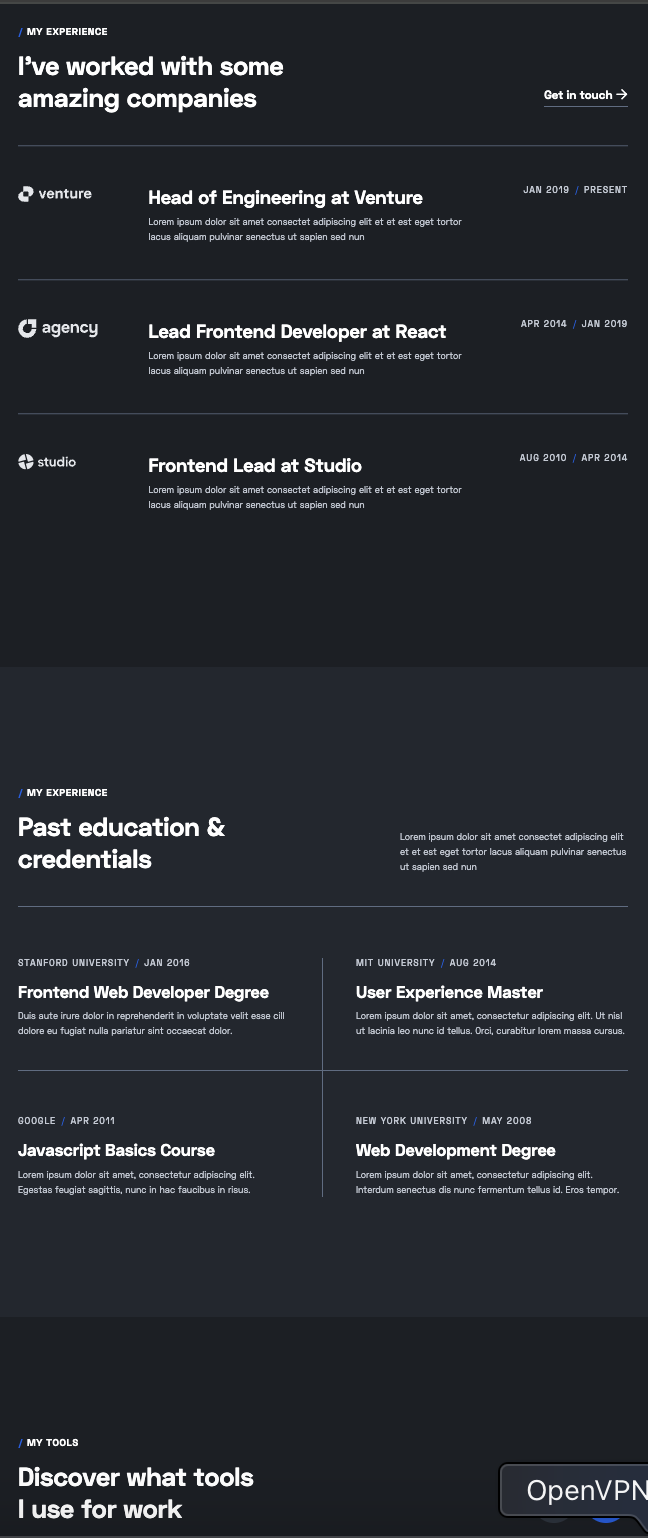 / MY EXPERIENCE
I've worked with some
amazing companies
Get in touch →
venture
Head of Engineering at Venture
JAN 2019 / PRESENT
Lorem ipsum dolor sit amet consectet adipiscing elit et et est eget tortor
lacus aliquam pulvinar senectus ut sapien sed nun
agency
Lead Frontend Developer at React
APR 2014 / JAN 2019
Lorem ipsum dolor sit amet consectet adipiscing elit et et est eget tortor
lacus aliquam pulvinar senectus ut sapien sed nun
studio
Frontend Lead at Studio
AUG 2010 / APR 2014
Lorem ipsum dolor sit amet consectet adipiscing elit et et est eget tortor
lacus aliquam pulvinar senectus ut sapien sed nun
/ MY EXPERIENCE
Past education &
credentials
Lorem ipsum dolor sit amet consectet adipiscing elit
et et est eget tortor lacus aliquam pulvinar senectus
ut sapien sed nun
STANFORD UNIVERSITY / JAN 2016
Frontend Web Developer Degree
Duis aute irure dolor in reprehenderit in voluptate velit esse cill
dolore eu fugiat nulla pariatur sint occaecat dolor.
MIT UNIVERSITY / AUG 2014
User Experience Master
Lorem ipsum dolor sit amet, consectetur adipiscing elit. Ut nisl
ut lacinia leo nunc id tellus. Orci, curabitur lorem massa cursus.
GOOGLE / APR 2011
Javascript Basics Course
Lorem ipsum dolor sit amet, consectetur adipiscing elit.
Egestas feugiat sagittis, nunc in hac faucibus in risus.
NEW YORK UNIVERSITY / MAY 2008
Web Development Degree
Lorem ipsum dolor sit amet, consectetur adipiscing elit.
Interdum senectus dis nunc fermentum tellus id. Eros tempor.
/ MY TOOLS
Discover what tools
I use for work
OpenVPN